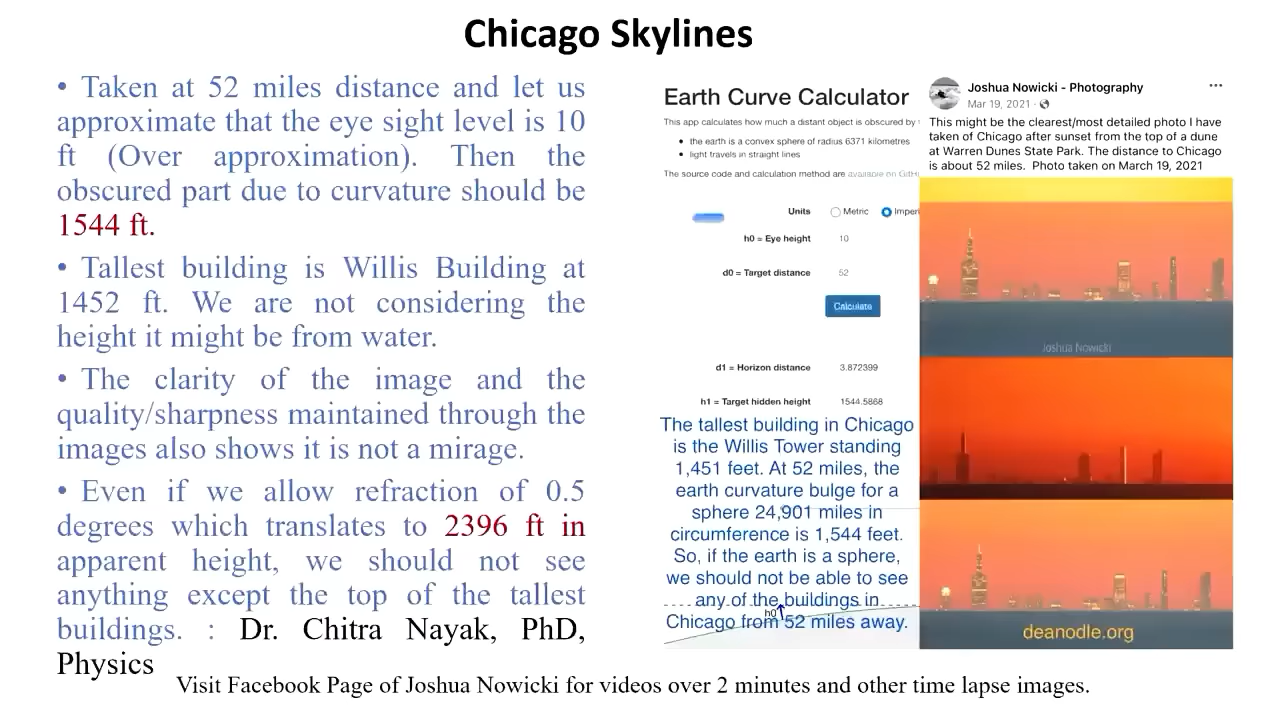 Chicago Skylines
• Taken at 52 miles distance and let us
approximate that the eye sight level is 10
ft (Over approximation). Then the
obscured part due to curvature should be
1544 ft.
• Tallest building is Willis Building at
1452 ft. We are not considering the
height it might be from water.
• The clarity of the image and the
quality/sharpness maintained through the
images also shows it is not a mirage.
• Even if we allow refraction of 0.5
degrees which translates to 2396 ft in
apparent height, we should not see
anything except the top of the tallest
buildings. : Dr. Chitra Nayak, PhD,
Physics
Earth Curve Calculator
This app calculates how much a distant object is obscured by
• the earth is a convex sphere of radius 6371 kilometres
• light travels in straight lines
The source code and calculation method are available on GitH
Units Metric Imperi
h0 = Eye height 10
d0 = Target distance 52
Calculate
d1 = Horizon distance 3.872399
h1 = Target hidden height 1544.5868
The tallest building in Chicago
is the Willis Tower standing
1,451 feet. At 52 miles, the
earth curvature bulge for a
sphere 24,901 miles in
circumference is 1,544 feet.
So, if the earth is a sphere,
we should not be able to see
any of the buildings in
h0
Chicago from 52 miles away.
Joshua Nowicki - Photography
Mar 19, 2021 ·
This might be the clearest/most detailed photo I have
taken of Chicago after sunset from the top of a dune
at Warren Dunes State Park. The distance to Chicago
is about 52 miles. Photo taken on March 19, 2021
Joshua Nowicki
deanodle.org
Visit Facebook Page of Joshua Nowicki for videos over 2 minutes and other time lapse images.